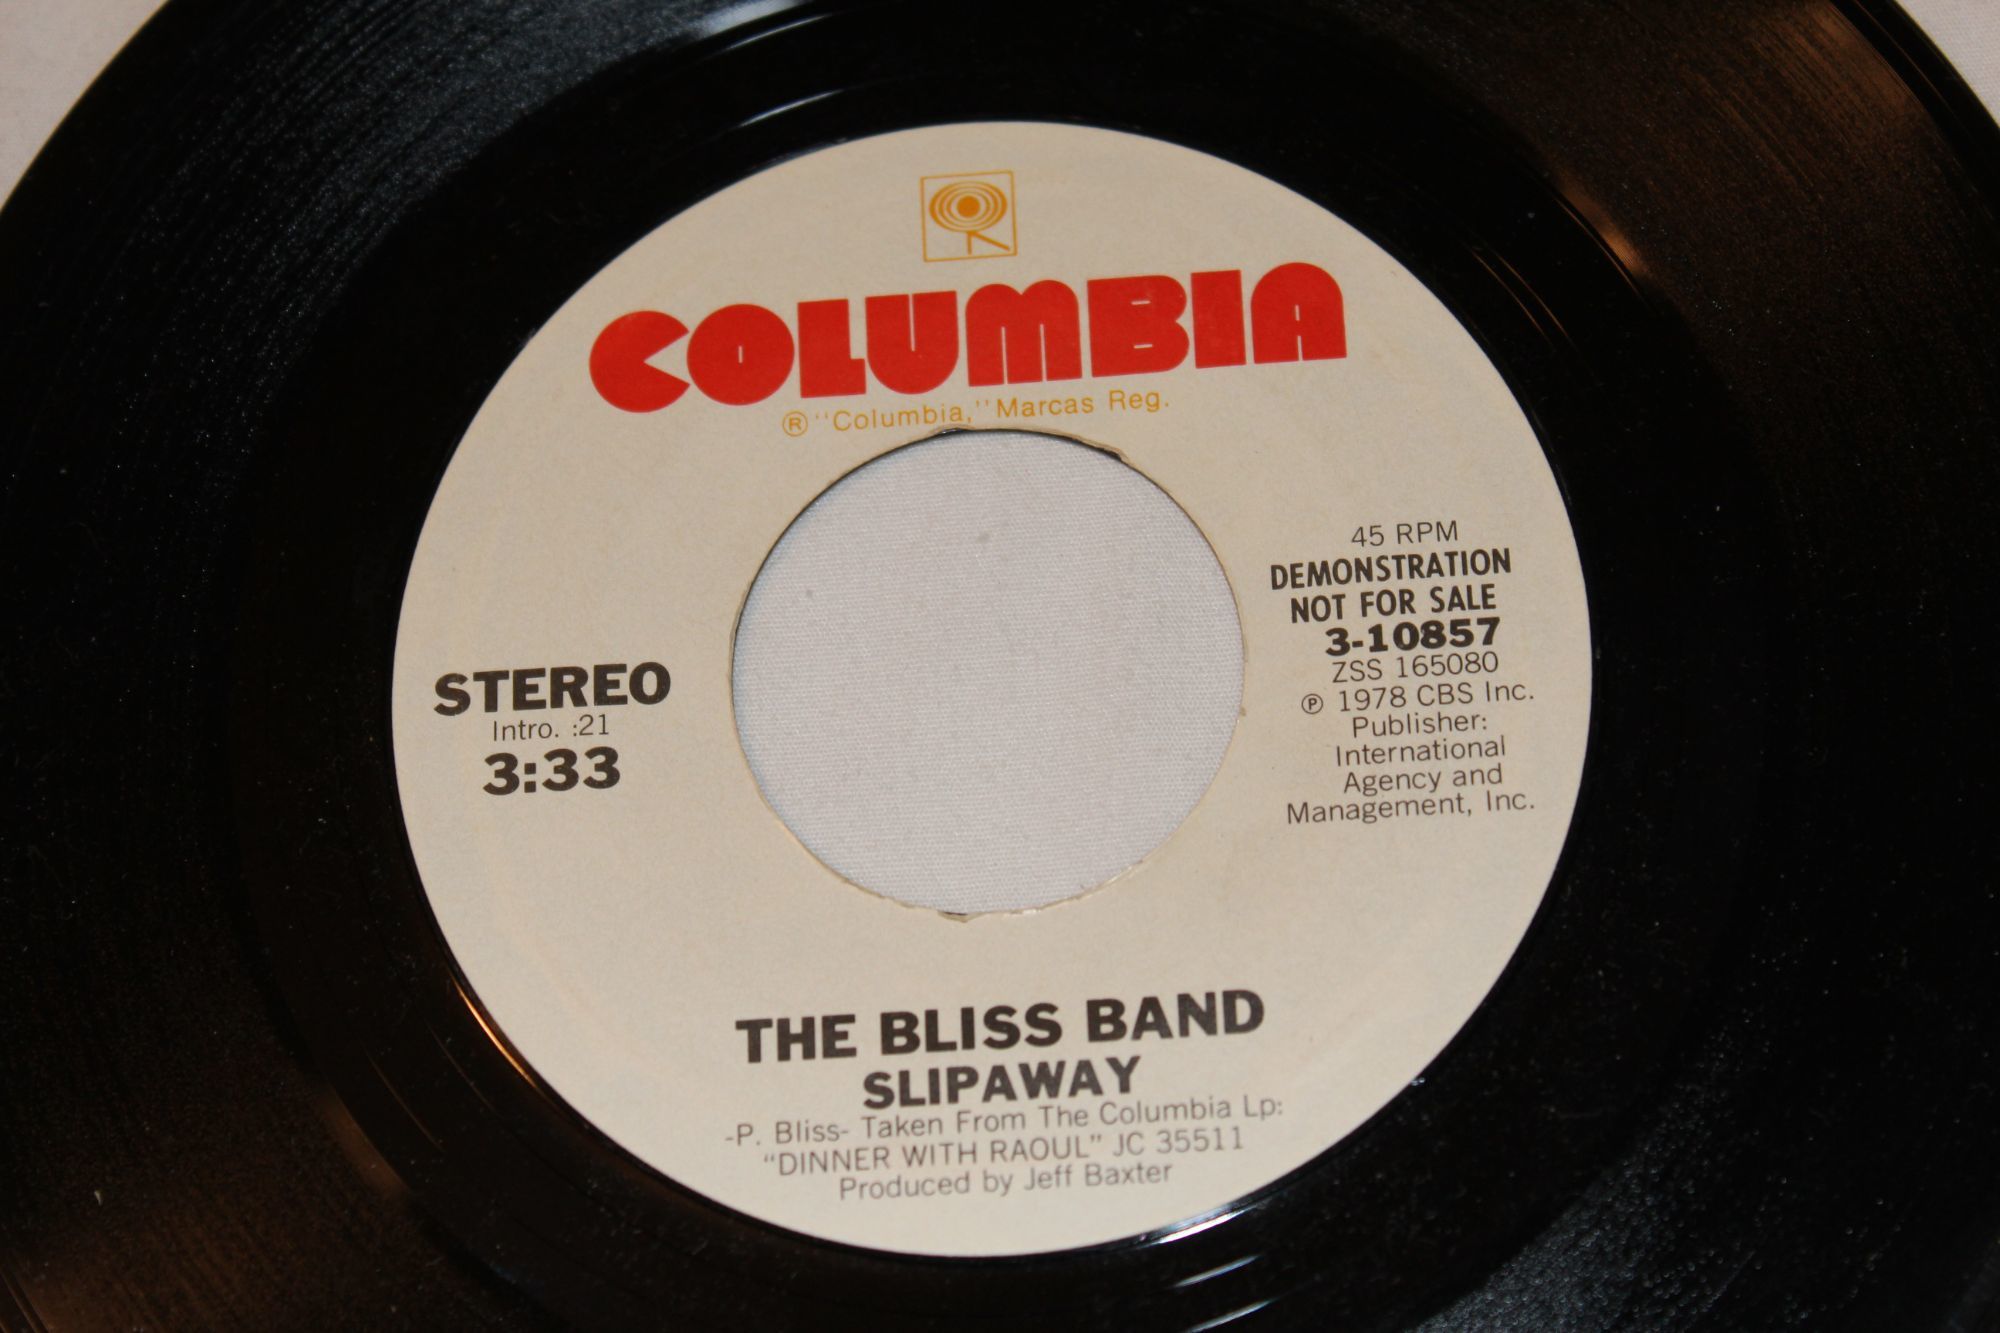 COLUMBIA
® "Columbia," Marcas Reg.
45 RPM
DEMONSTRATION
NOT FOR SALE
3-10857
ZSS 165080
℗ 1978 CBS Inc.
Publisher:
International
Agency and
Management, Inc.
STEREO
Intro. :21
3:33
THE BLISS BAND
SLIPAWAY
-P. Bliss- Taken From The Columbia Lp:
"DINNER WITH RAOUL" JC 35511
Produced by Jeff Baxter